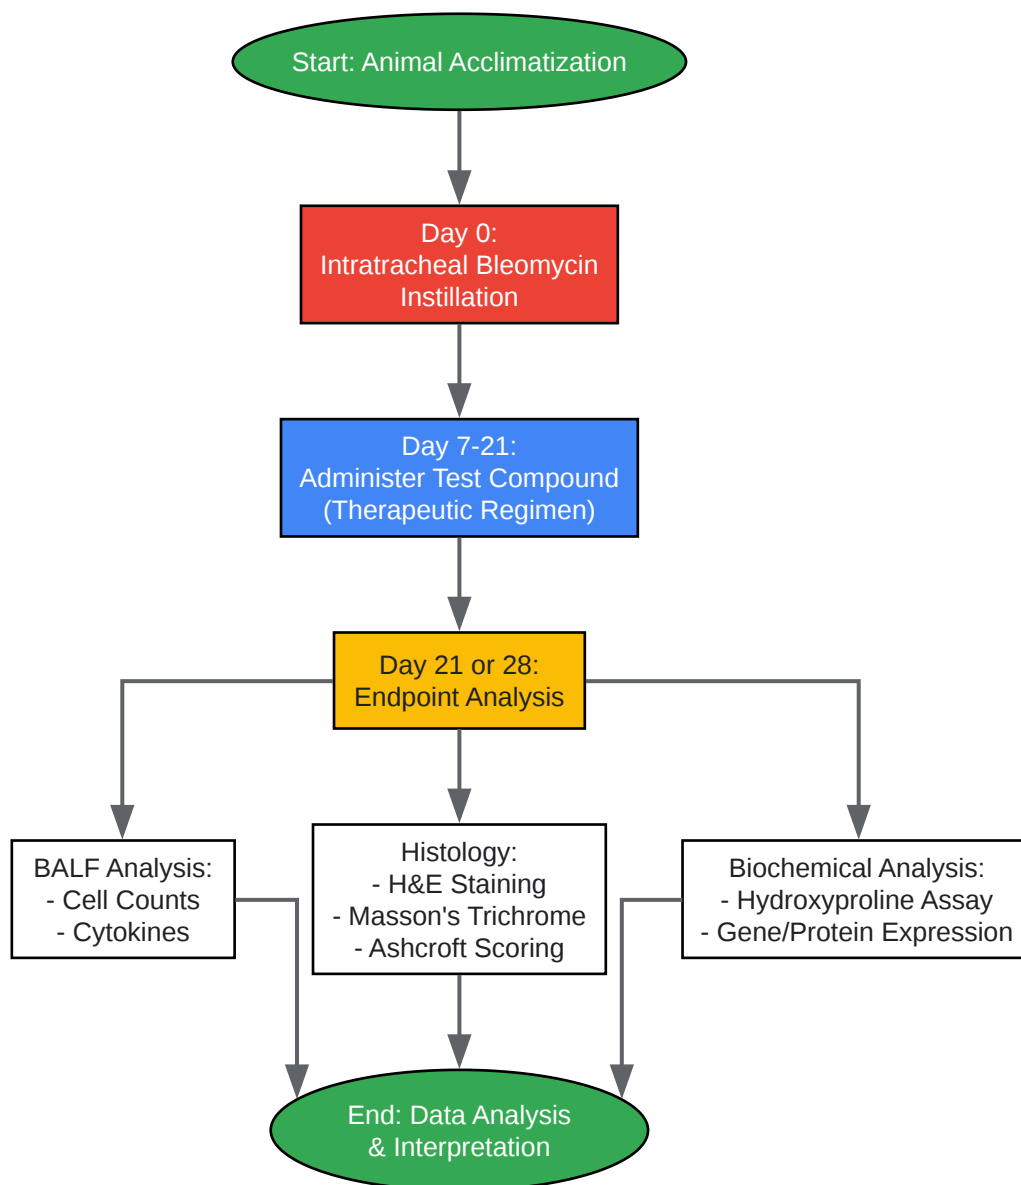 Start: Animal Acclimatization
Day 0:
Intratracheal Bleomycin
Instillation
Day 7-21:
Administer Test Compound
(Therapeutic Regimen)
Day 21 or 28:
Endpoint Analysis
BALF Analysis:
- Cell Counts
- Cytokines
Histology:
- H&E Staining
- Masson's Trichrome
- Ashcroft Scoring
Biochemical Analysis:
- Hydroxyproline Assay
- Gene/Protein Expression
End: Data Analysis
& Interpretation